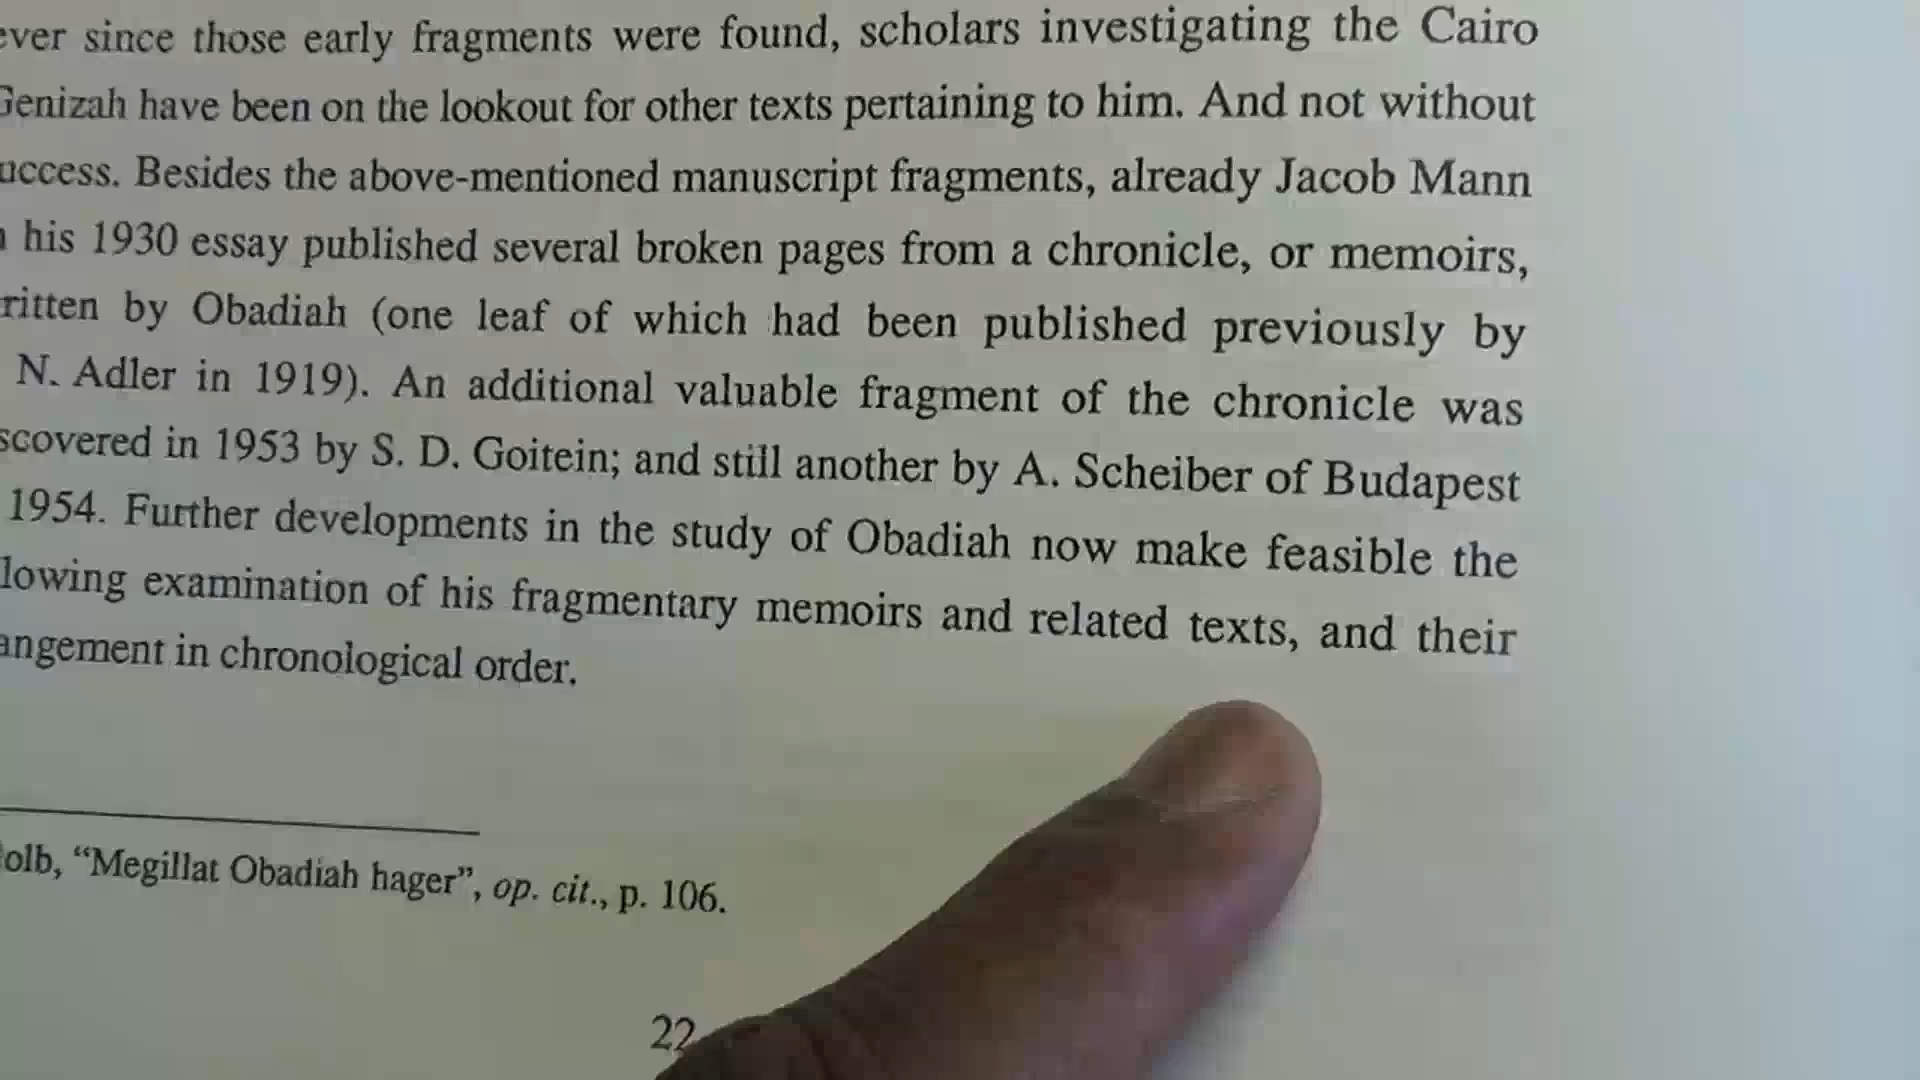 ever since those early fragments were found, scholars investigating the Cairo
Genizah have been on the lookout for other texts pertaining to him. And not without
uccess. Besides the above-mentioned manuscript fragments, already Jacob Mann
his 1930 essay published several broken pages from a chronicle, or memoirs,
ritten by Obadiah (one leaf of which had been published previously by
N. Adler in 1919). An additional valuable fragment of the chronicle was
scovered in 1953 by S. D. Goitein; and still another by A. Scheiber of Budapest
1954. Further developments in the study of Obadiah now make feasible the
lowing examination of his fragmentary memoirs and related texts, and their
angement in chronological order.
olb, “Megillat Obadiah hager”, op. cit., p. 106.
22